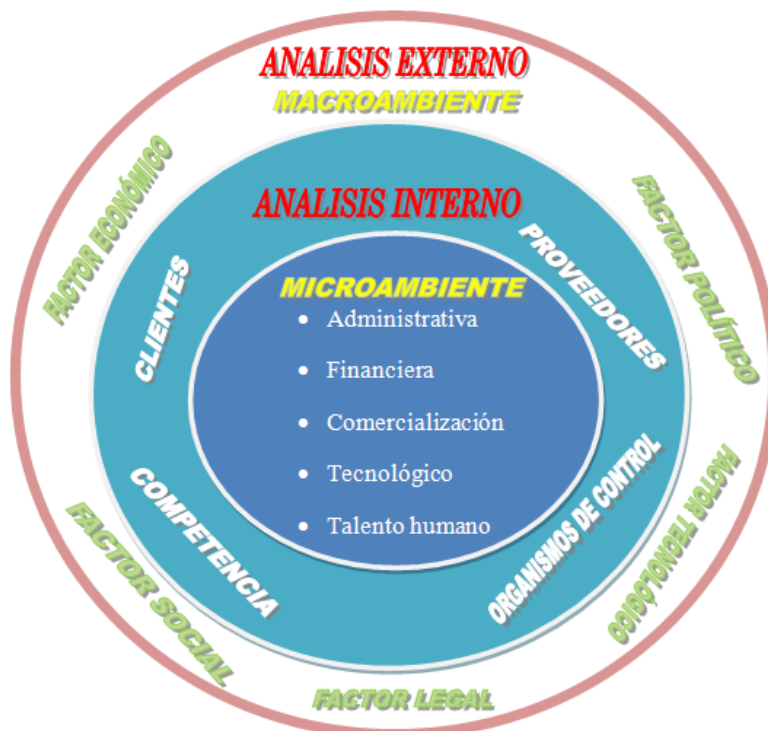 ANALISIS EXTERNO
MACROAMBIENTE
FACTOR ECONÓMICO
FACTOR POLÍTICO
ANALISIS INTERNO
CLIENTES
PROVEEDORES
MICROAMBIENTE
• Administrativa
• Financiera
• Comercialización
• Tecnológico
• Talento humano
COMPETENCIA
ORGANISMOS DE CONTROL
FACTOR SOCIAL
FACTOR TECNOLÓGICO
FACTOR LEGAL